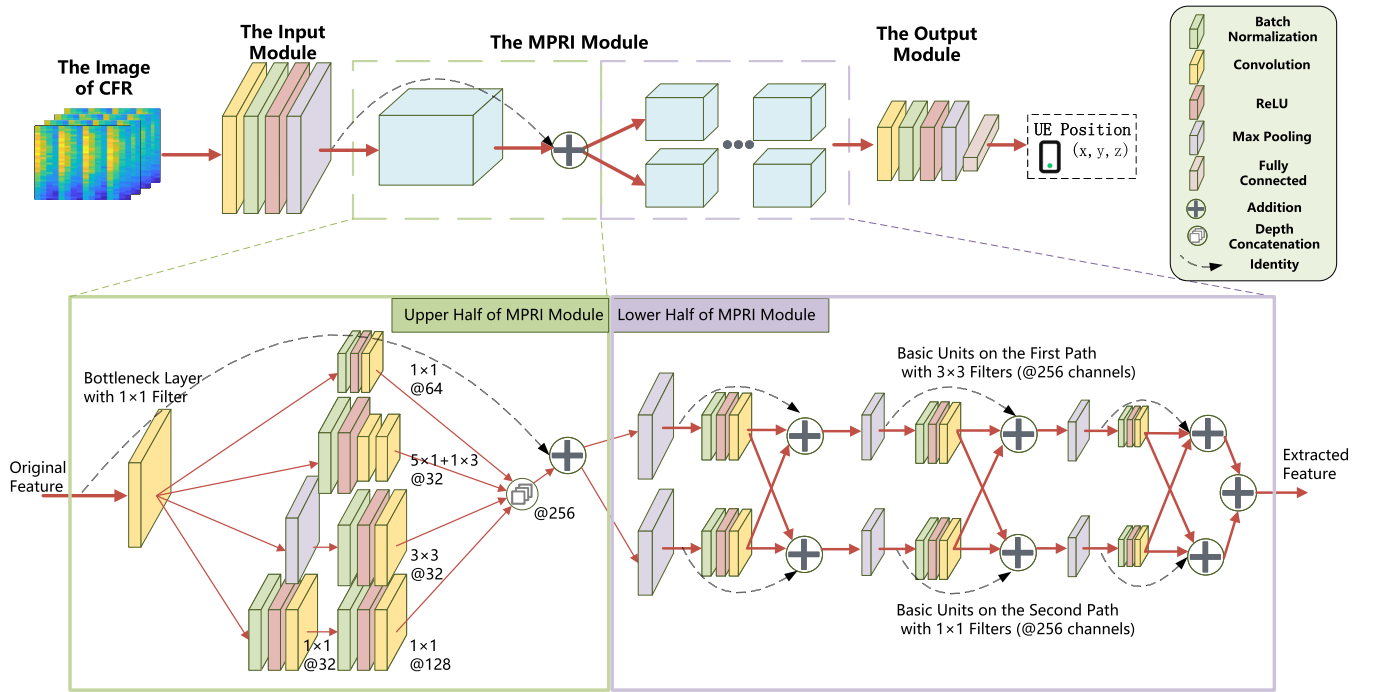 The Image
of CFR
The Input
Module
The MPRI Module
The Output
Module
UE Position
(x,y,z)
Batch
Normalization
Convolution
ReLU
Max Pooling
Fully
Connected
Addition
Depth
Concatenation
Identity
Upper Half of MPRI Module
Lower Half of MPRI Module
Bottleneck Layer
with 1×1 Filter
Original
Feature
1×1
@64
5×1+1×3
@32
3×3
@32
1×1
@32
1×1
@128
@256
Basic Units on the First Path
with 3×3 Filters (@256 channels)
Basic Units on the Second Path
with 1×1 Filters (@256 channels)
Extracted
Feature